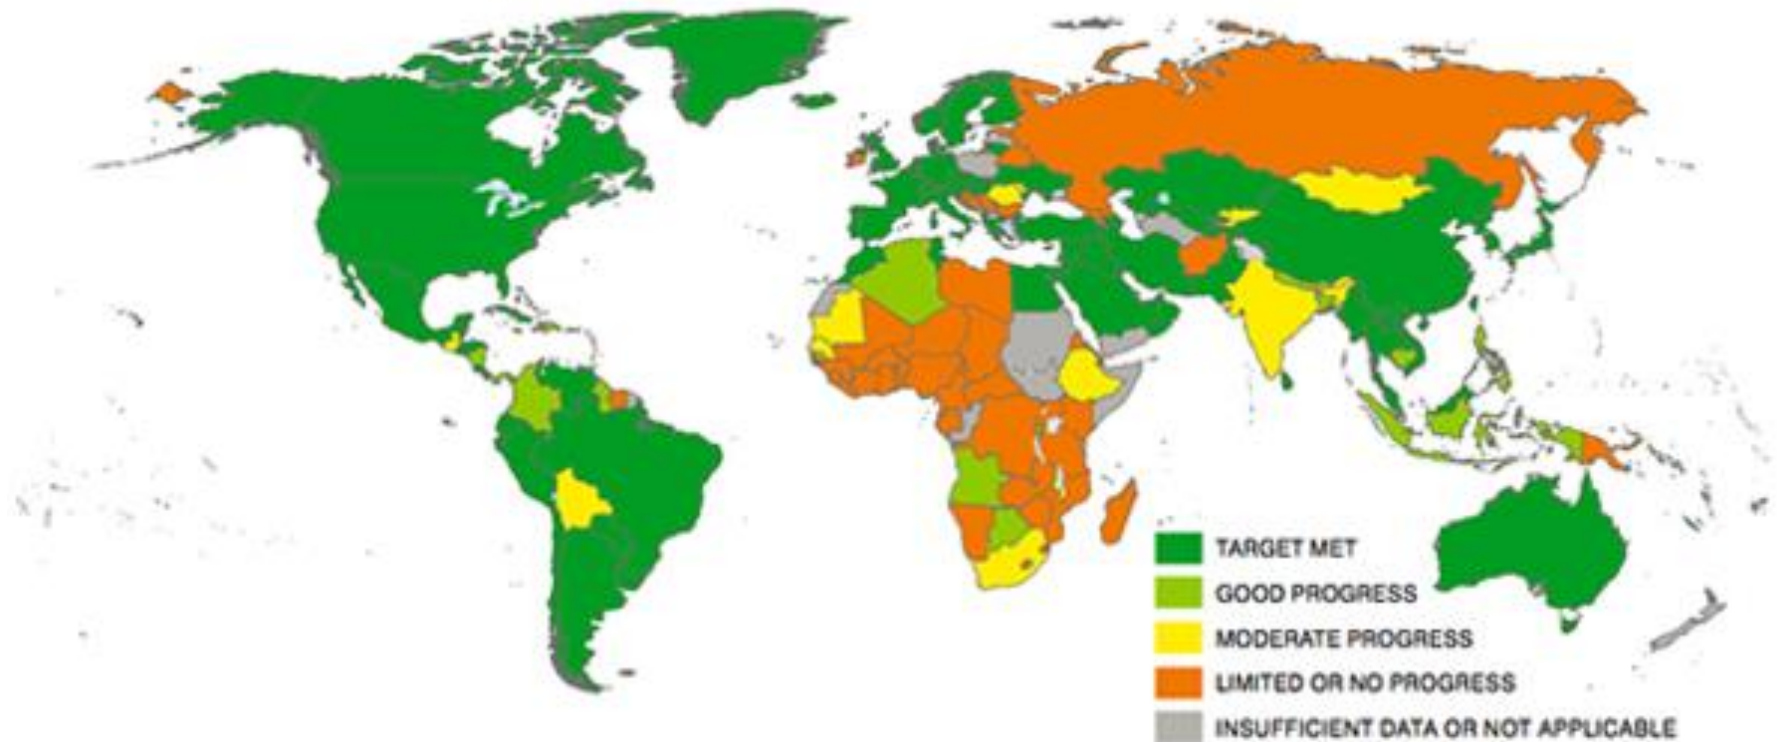 TARGET MET
GOOD PROGRESS
MODERATE PROGRESS
LIMITED OR NO PROGRESS
INSUFFICIENT DATA OR NOT APPLICABLE